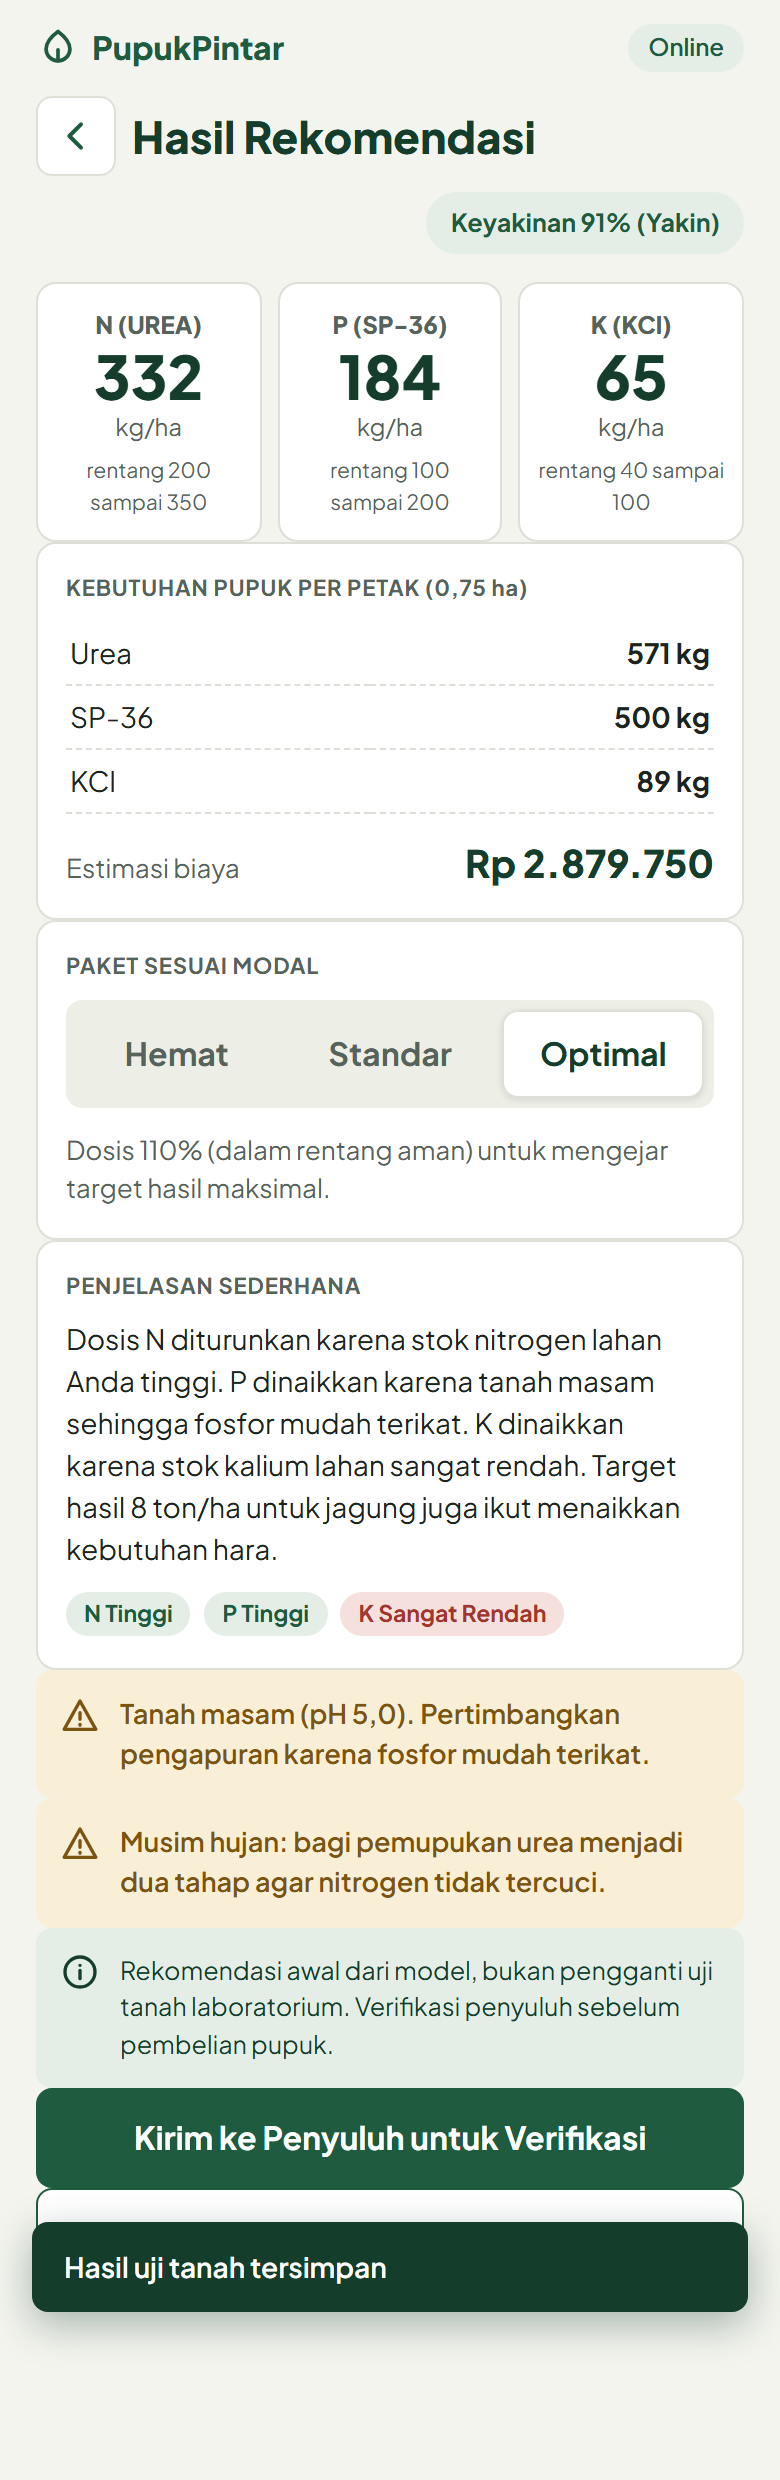 PupukPintar
Online
Hasil Rekomendasi
Keyakinan 91% (Yakin)
N (UREA)
332
kg/ha
rentang 200
sampai 350
P (SP-36)
184
kg/ha
rentang 100
sampai 200
K (KCl)
65
kg/ha
rentang 40 sampai
100
KEBUTUHAN PUPUK PER PETAK (0,75 ha)
Urea 571 kg
SP-36 500 kg
KCl 89 kg
Estimasi biaya Rp 2.879.750
PAKET SESUAI MODAL
Hemat Standar Optimal
Dosis 110% (dalam rentang aman) untuk mengejar
target hasil maksimal.
PENJELASAN SEDERHANA
Dosis N diturunkan karena stok nitrogen lahan
Anda tinggi. P dinaikkan karena tanah masam
sehingga fosfor mudah terikat. K dinaikkan
karena stok kalium lahan sangat rendah. Target
hasil 8 ton/ha untuk jagung juga ikut menaikkan
kebutuhan hara.
N Tinggi P Tinggi K Sangat Rendah
Tanah masam (pH 5,0). Pertimbangkan
pengapuran karena fosfor mudah terikat.
Musim hujan: bagi pemupukan urea menjadi
dua tahap agar nitrogen tidak tercuci.
Rekomendasi awal dari model, bukan pengganti uji
tanah laboratorium. Verifikasi penyuluh sebelum
pembelian pupuk.
Kirim ke Penyuluh untuk Verifikasi
Hasil uji tanah tersimpan